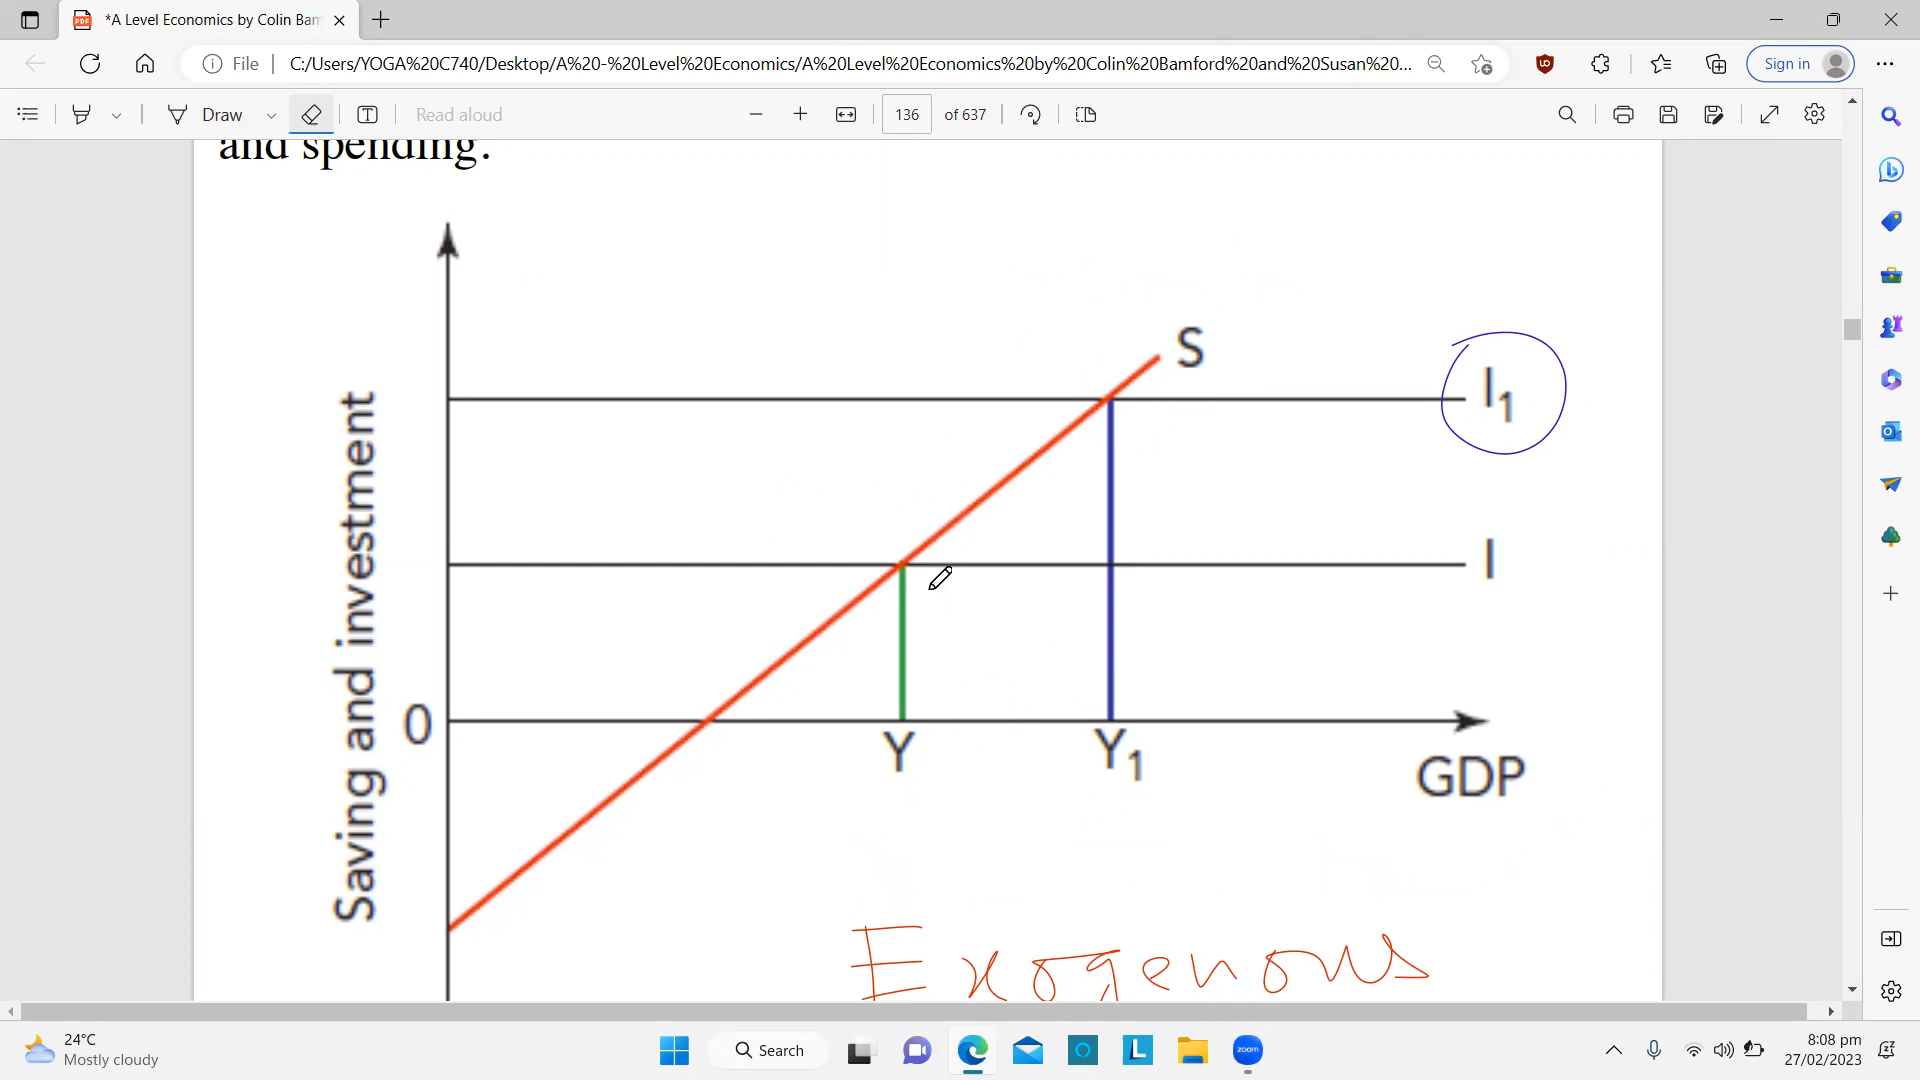 *A Level Economics by Colin Bam
File
C:/Users/YOGA%20C740/Desktop/A%20-%20Level%20Economics/A%20Level%20Economics%20by%20Colin%20Bamford%20and%20Susan%20...
Sign in
Draw
Read aloud
136 of 637
and spending.
S
I1
Saving and investment
I
0
Y
Y1
GDP
Exogenous
24°C
Mostly cloudy
Search
zoom
8:08 pm
27/02/2023